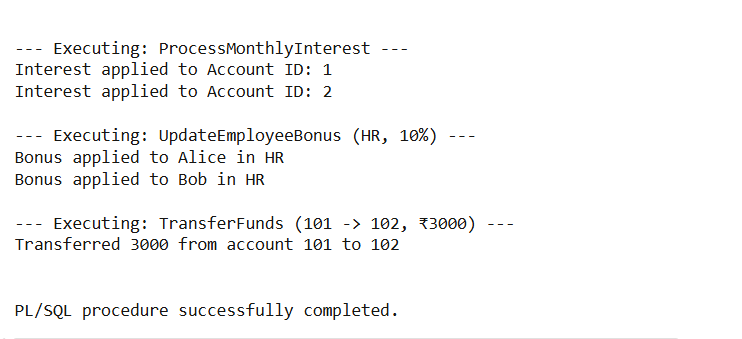 --- Executing: ProcessMonthlyInterest ---
Interest applied to Account ID: 1
Interest applied to Account ID: 2
--- Executing: UpdateEmployeeBonus (HR, 10%) ---
Bonus applied to Alice in HR
Bonus applied to Bob in HR
--- Executing: TransferFunds (101 -> 102, ₹3000) ---
Transferred 3000 from account 101 to 102
PL/SQL procedure successfully completed.